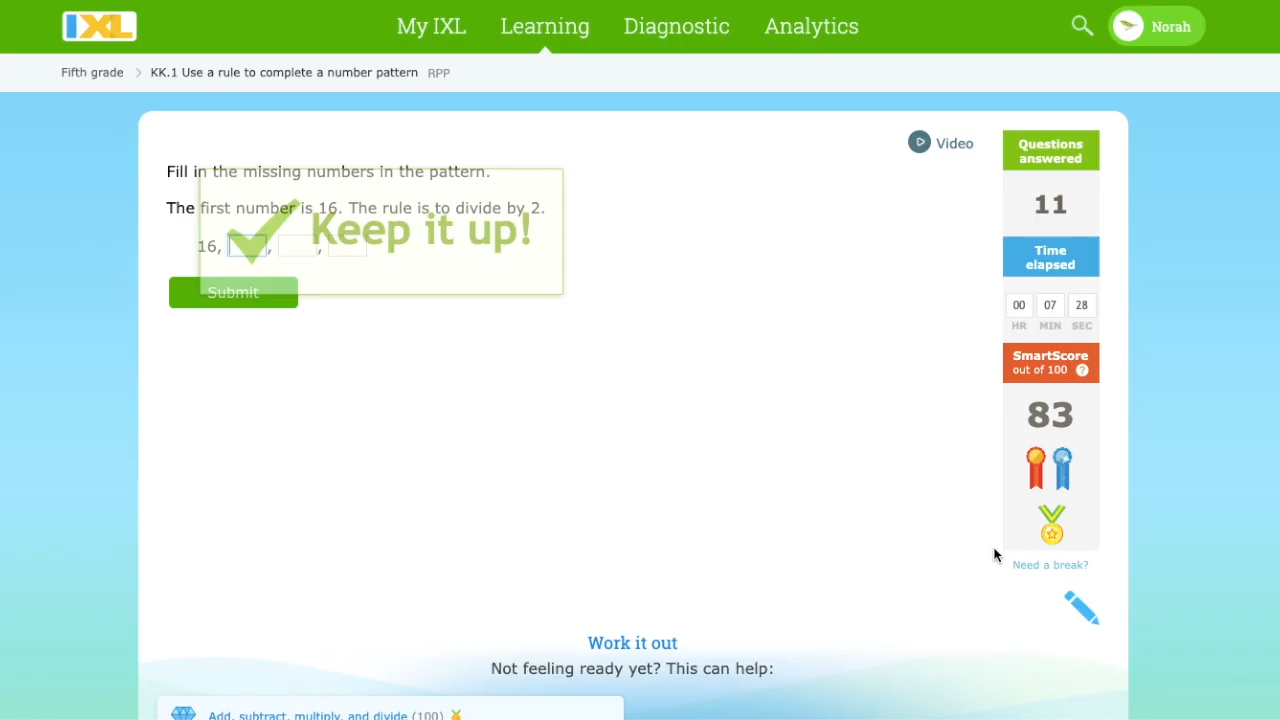 IXL
My IXL Learning Diagnostic Analytics Norah
Fifth grade KK.1 Use a rule to complete a number pattern RPP
Video
Fill in the missing numbers in the pattern.
The first number is 16. The rule is to divide by 2.
Keep it up!
16, , ,
Submit
Questions answered
11
Time elapsed
00 07 28
HR MIN SEC
SmartScore
out of 100 ?
83
Need a break?
Work it out
Not feeling ready yet? This can help:
Add, subtract, multiply, and divide (100)